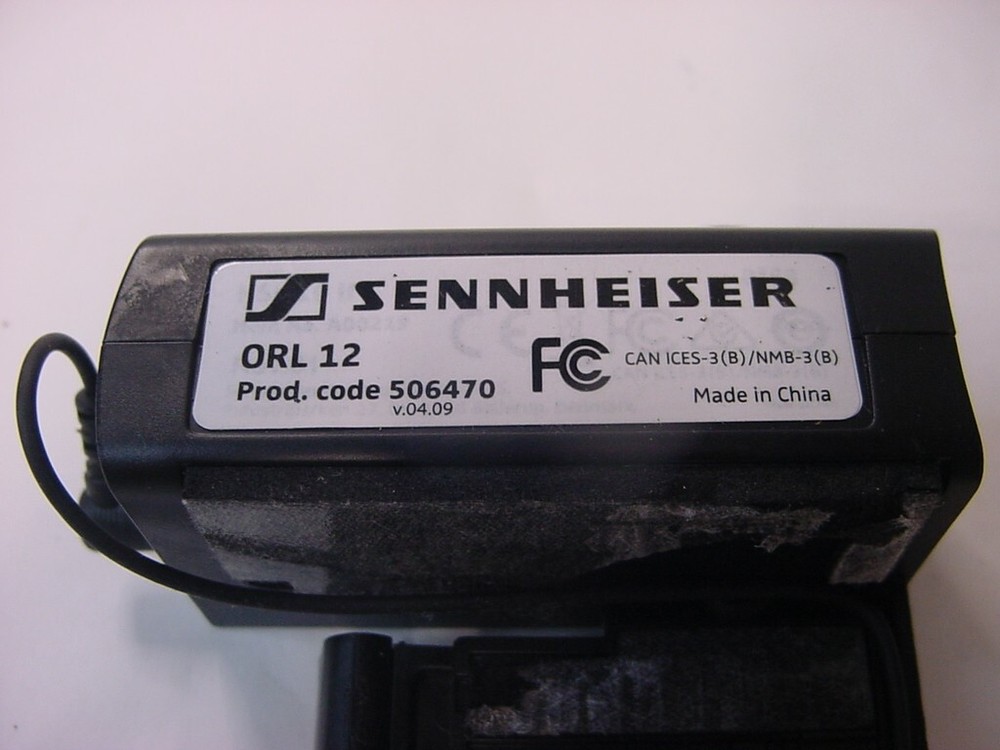 SENNHEISER
ORL 12
FC CAN ICES-3(B)/NMB-3(B)
Prod. code 506470
Made in China
v.04.09